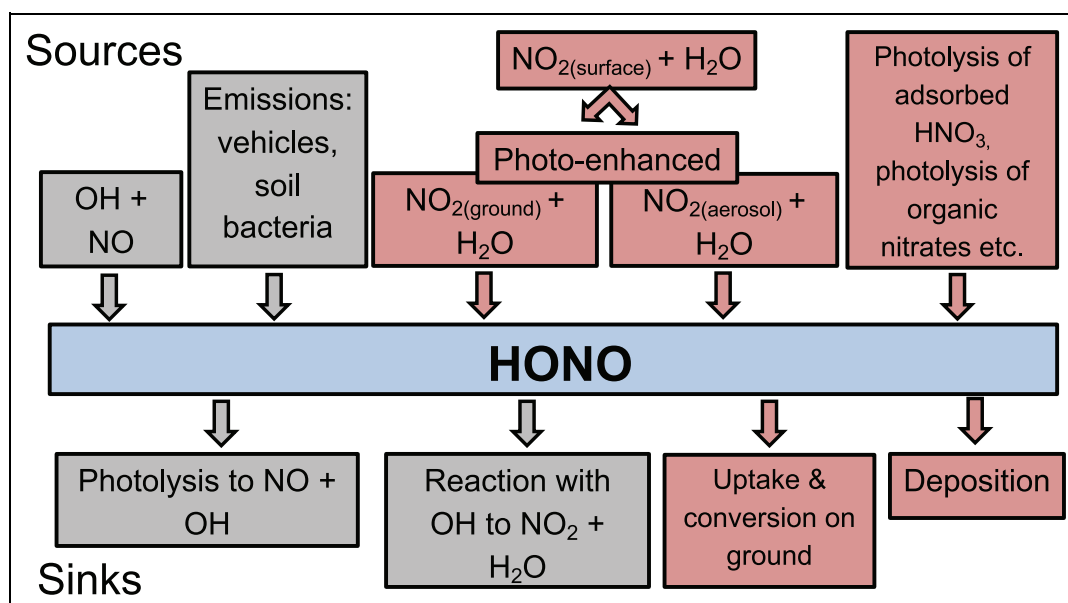 Sources
OH +
NO
Emissions:
vehicles,
soil
bacteria
NO₂₍surface₎ + H₂O
Photo-enhanced
NO₂₍ground₎ +
H₂O
NO₂₍aerosol₎ +
H₂O
Photolysis of
adsorbed
HNO₃,
photolysis of
organic
nitrates etc.
HONO
Photolysis to NO +
OH
Reaction with
OH to NO₂ +
H₂O
Uptake &
conversion on
ground
Deposition
Sinks